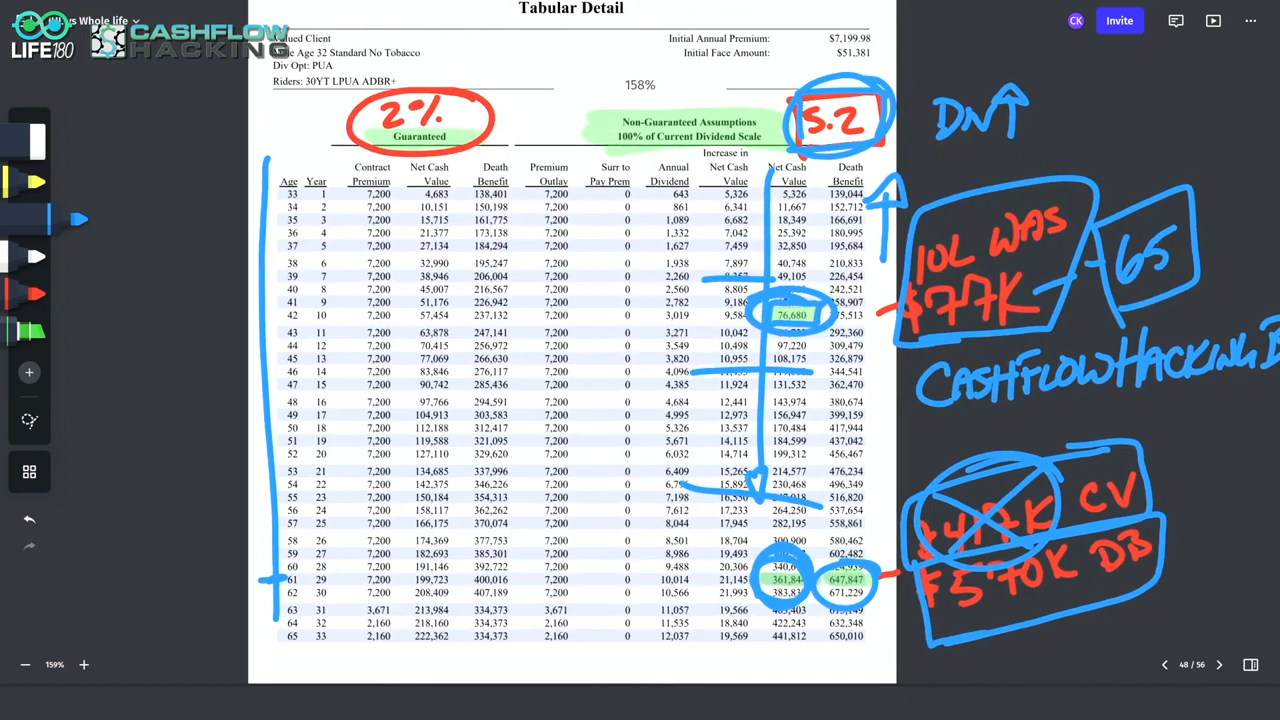 Whole life
LIFE180
CASHFLOW
HACKING
CK
Invite
Tabular Detail
Valued Client
Age 32 Standard No Tobacco
Div Opt: PUA
Riders: 30YT LPUA ADBR+
Initial Annual Premium: $7,199.98
Initial Face Amount: $51,381
158%
2%
Guaranteed
Non-Guaranteed Assumptions
100% of Current Dividend Scale
5.2
DIV
Age Year Contract Premium Net Cash Value Death Benefit Premium Outlay Surr to Pay Prem Annual Dividend Increase in Net Cash Value Net Cash Value Death Benefit
33 1 7,200 4,683 138,401 7,200 0 643 5,326 5,326 139,044
34 2 7,200 10,151 150,198 7,200 0 861 6,341 11,667 152,712
35 3 7,200 15,715 161,775 7,200 0 1,089 6,682 18,349 166,691
36 4 7,200 21,377 173,138 7,200 0 1,332 7,042 25,392 180,995
37 5 7,200 27,134 184,294 7,200 0 1,627 7,459 32,850 195,684
38 6 7,200 32,990 195,247 7,200 0 1,938 7,897 40,748 210,833
39 7 7,200 38,946 206,004 7,200 0 2,260 8,357 49,105 226,454
40 8 7,200 45,007 216,567 7,200 0 2,560 8,805 242,521
41 9 7,200 51,176 226,942 7,200 0 2,782 9,186
42 10 7,200 57,454 237,019 7,200 0 3,019 76,680
43 11 7,200 63,878 247,141 7,200 0 3,271 10,042 292,360
44 12 7,200 70,415 256,972 7,200 0 3,549 10,498 97,220 309,479
45 13 7,200 77,069 266,630 7,200 0 3,820 10,955 108,175 326,879
46 14 7,200 83,846 276,117 7,200 0 4,096 344,541
47 15 7,200 90,742 285,436 7,200 0 4,385 11,924 131,532 362,470
48 16 7,200 97,766 294,591 7,200 0 4,684 12,441 143,974 380,674
49 17 7,200 104,913 303,583 7,200 0 4,995 12,973 156,947 399,159
50 18 7,200 112,188 312,417 7,200 0 5,326 13,537 170,484 417,944
51 19 7,200 119,588 321,095 7,200 0 5,671 14,115 184,599 437,042
52 20 7,200 127,110 329,620 7,200 0 6,032 14,714 199,312 456,467
53 21 7,200 134,685 337,996 7,200 0 6,409 15,265 214,577 476,234
54 22 7,200 142,375 346,226 7,200 0 15,892 230,468 496,349
55 23 7,200 150,184 354,313 7,200 0 7,198 16,550 516,820
56 24 7,200 158,117 362,262 7,200 0 7,612 17,233 264,250 537,654
57 25 7,200 166,175 370,074 7,200 0 8,044 17,945 282,195 558,861
58 26 7,200 174,369 377,753 7,200 0 8,501 18,704 300,900 580,462
59 27 7,200 182,693 385,301 7,200 0 8,986 19,493 602,482
60 28 7,200 191,146 392,722 7,200 0 9,488 20,306
61 29 7,200 199,723 400,016 7,200 0 10,014 21,145 361,844 647,847
62 30 7,200 208,409 407,189 7,200 0 10,566 21,993 671,229
63 31 3,671 213,984 334,373 3,671 0 11,057 19,566
64 32 2,160 218,160 334,373 2,160 0 11,535 18,840 422,243 632,348
65 33 2,160 222,362 334,373 2,160 0 12,037 19,569 441,812 650,010
10L WAS
$77K
65
CASHFLOWHACKING
CV
$570K DB
159%
48 / 56